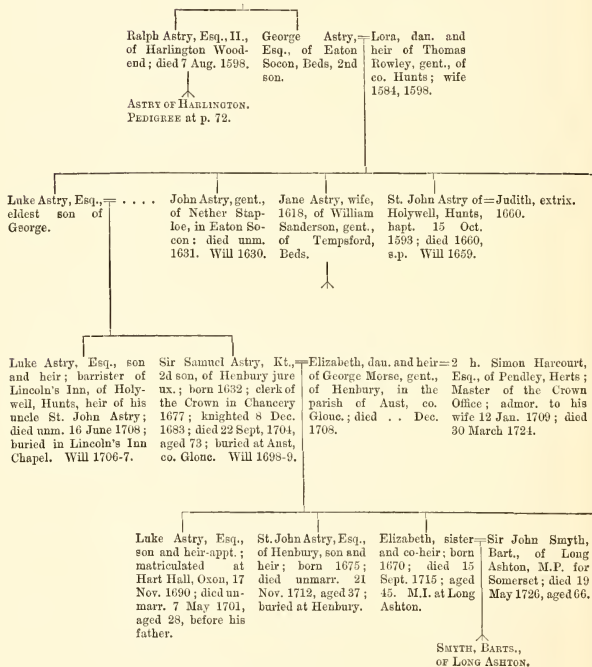 Ralph Astry, Esq., II.,
of Harlington Wood-
end; died 7 Aug. 1598.
ASTRY OF HARLINGTON.
PEDIGREE at p. 72.
George Astry,
Esq., of Eaton
Socon, Beds, 2nd
son.
Lora, dau. and
heir of Thomas
Rowley, gent., of
co. Hunts; wife
1584, 1598.
Luke Astry, Esq., = . . . .
eldest son of
George.
John Astry, gent.,
of Nether Stap-
loe, in Eaton So-
con: died unm.
1631. Will 1630.
Jane Astry, wife,
1618, of William
Sanderson, gent.,
of Tempsford,
Beds.
St. John Astry of
Holywell, Hunts,
bapt. 15 Oct.
1593; died 1660,
s.p. Will 1659.
=Judith, extrix.
1660.
Luke Astry, Esq., son
and heir; barrister of
Lincoln's Inn, of Holy-
well, Hunts, heir of his
uncle St. John Astry;
died unm. 16 June 1708;
buried in Lincoln's Inn
Chapel. Will 1706-7.
Sir Samuel Astry, Kt.,
2d son, of Henbury jure
ux.; born 1632; clerk of
the Crown in Chancery
1677; knighted 8 Dec.
1683; died 22 Sept, 1704,
aged 73; buried at Aust,
co. Glouc. Will 1698-9.
=Elizabeth, dau. and heir
of George Morse, gent.,
of Henbury, in the
parish of Aust, co.
Glouc.; died . . Dec.
1708.
=2 h. Simon Harcourt,
Esq., of Pendley, Herts;
Master of the Crown
Office; admor. to his
wife 12 Jan. 1709; died
30 March 1724.
Luke Astry, Esq.,
son and heir-appt.;
matriculated at
Hart Hall, Oxon, 17
Nov. 1690; died un-
marr. 7 May 1701,
aged 28, before his
father.
St. John Astry, Esq.,
of Henbury, son and
heir; born 1675;
died unmarr. 21
Nov. 1712, aged 37;
buried at Henbury.
Elizabeth, sister
and co-heir; born
1670; died 15
Sept. 1715; aged
45. M.I. at Long
Ashton.
=Sir John Smyth,
Bart., of Long
Ashton, M.P. for
Somerset; died 19
May 1726, aged 66.
SMYTH, BARTS.,
OF LONG ASHTON.